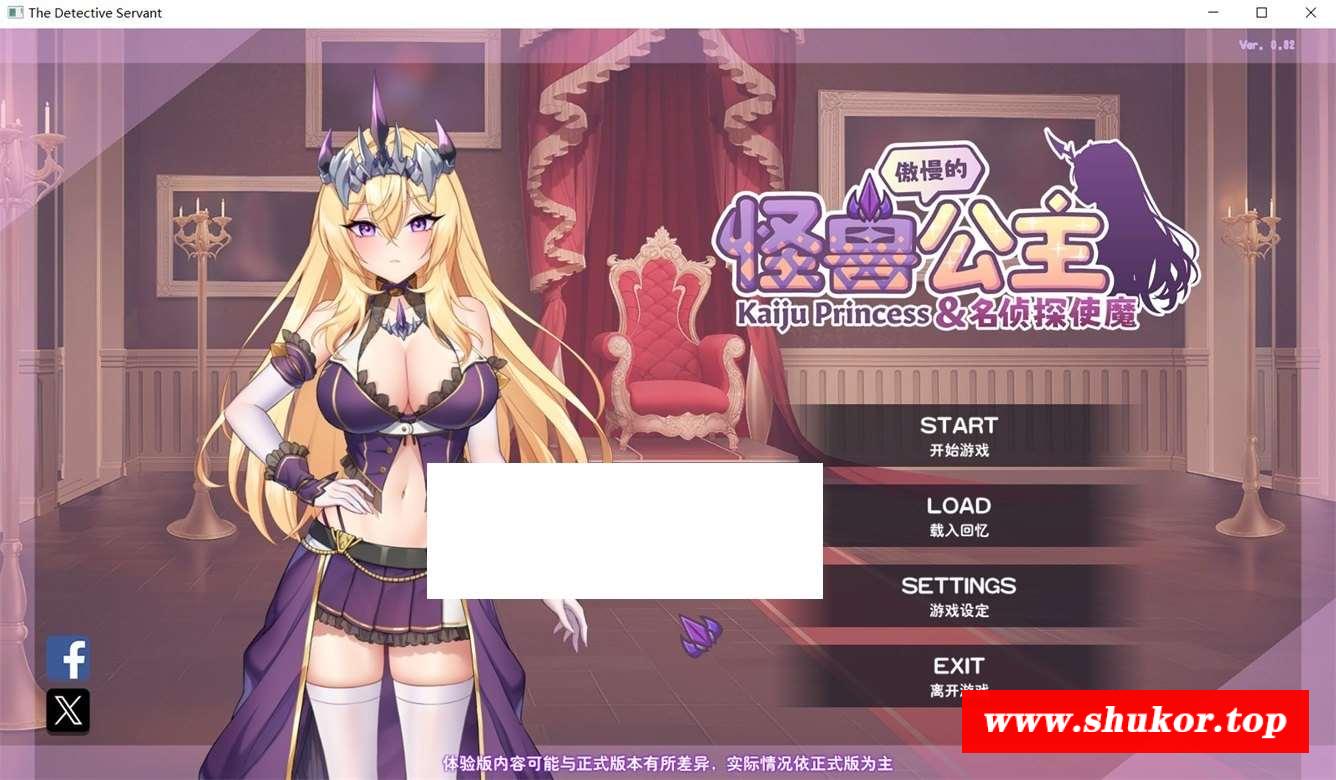 The Detective Servant
Ver. 0.82
傲慢的
怪兽公主
Kaiju Princess&名侦探使魔
START
开始游戏
LOAD
载入回忆
SETTINGS
游戏设定
EXIT
离开游戏
www.shukor.top
体验版内容可能与正式版本有所差异，实际情况依正式版为主